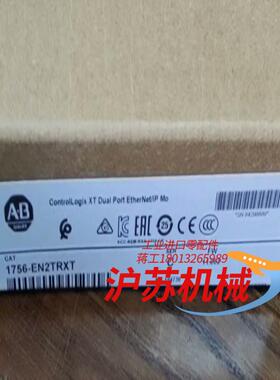 AB
ControlLogix XT Dual Port EtherNet/IP Mo
CAT
1756-EN2TRXT
工业进口零配件
蒋工18013265989
沪苏机械